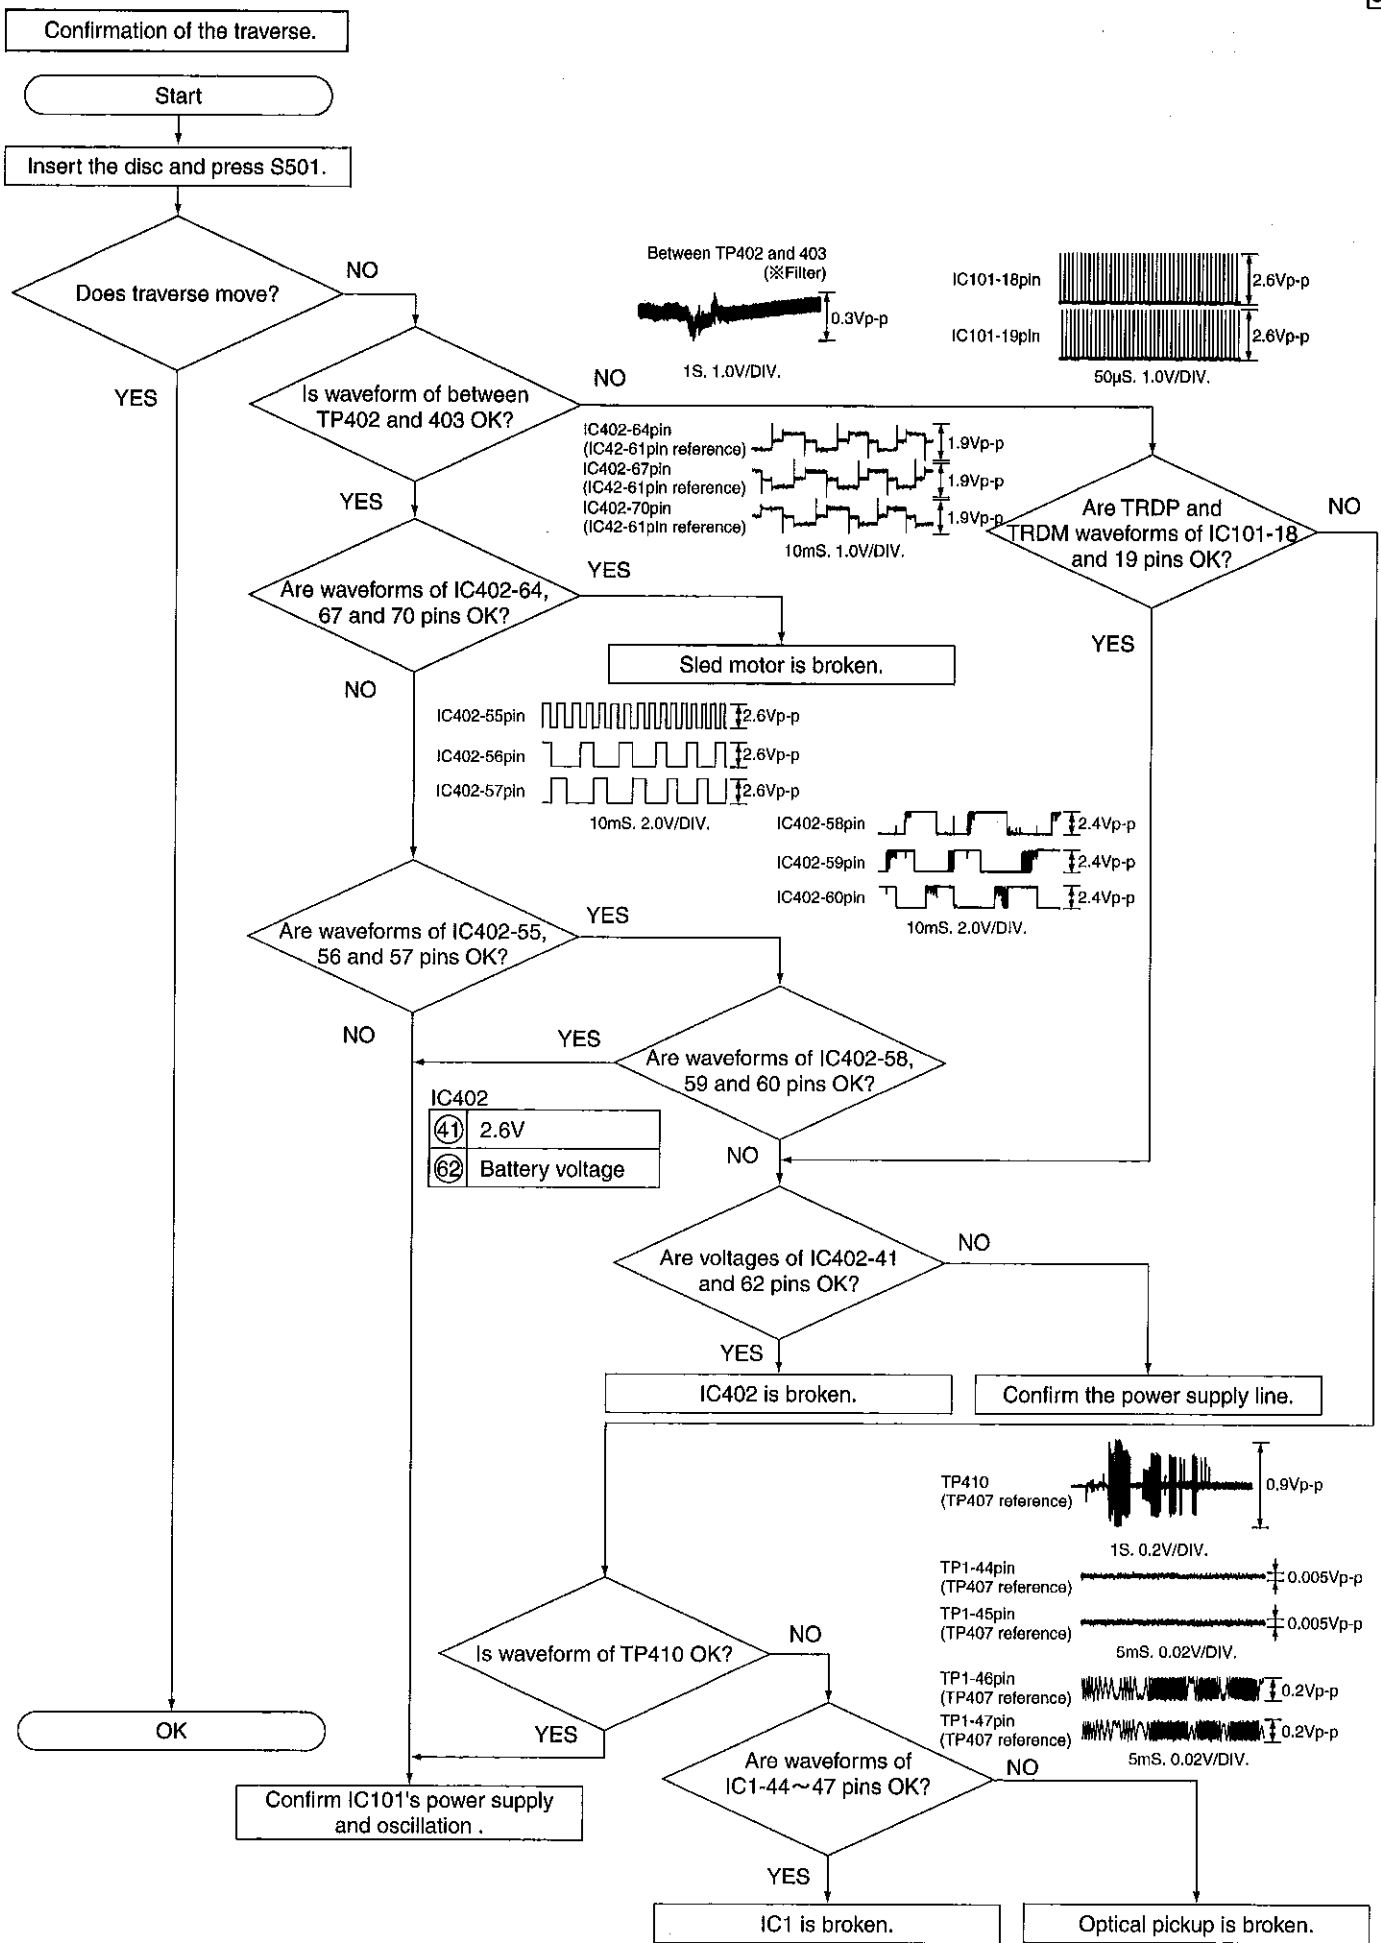 Confirmation of the traverse.
Start
Insert the disc and press S501.
Does traverse move?
NO
YES
Between TP402 and 403
(※Filter)
0.3Vp-p
1S. 1.0V/DIV.
IC101-18pin
2.6Vp-p
IC101-19pin
2.6Vp-p
50µS. 1.0V/DIV.
Is waveform of between
TP402 and 403 OK?
NO
YES
IC402-64pin
(IC42-61pin reference)
1.9Vp-p
IC402-67pin
(IC42-61pin reference)
1.9Vp-p
IC402-70pin
(IC42-61pin reference)
1.9Vp-p
10mS. 1.0V/DIV.
Are TRDP and
TRDM waveforms of IC101-18
and 19 pins OK?
NO
YES
Are waveforms of IC402-64,
67 and 70 pins OK?
YES
NO
Sled motor is broken.
IC402-55pin
2.6Vp-p
IC402-56pin
2.6Vp-p
IC402-57pin
2.6Vp-p
10mS. 2.0V/DIV.
IC402-58pin
2.4Vp-p
IC402-59pin
2.4Vp-p
IC402-60pin
2.4Vp-p
10mS. 2.0V/DIV.
Are waveforms of IC402-55,
56 and 57 pins OK?
YES
NO
Are waveforms of IC402-58,
59 and 60 pins OK?
YES
NO
IC402
41 2.6V
62 Battery voltage
Are voltages of IC402-41
and 62 pins OK?
NO
YES
IC402 is broken.
Confirm the power supply line.
TP410
(TP407 reference)
0.9Vp-p
1S. 0.2V/DIV.
TP1-44pin
(TP407 reference)
0.005Vp-p
TP1-45pin
(TP407 reference)
0.005Vp-p
5mS. 0.02V/DIV.
TP1-46pin
(TP407 reference)
0.2Vp-p
TP1-47pin
(TP407 reference)
0.2Vp-p
5mS. 0.02V/DIV.
Is waveform of TP410 OK?
NO
YES
OK
Are waveforms of
IC1-44～47 pins OK?
NO
YES
Confirm IC101's power supply
and oscillation .
IC1 is broken.
Optical pickup is broken.